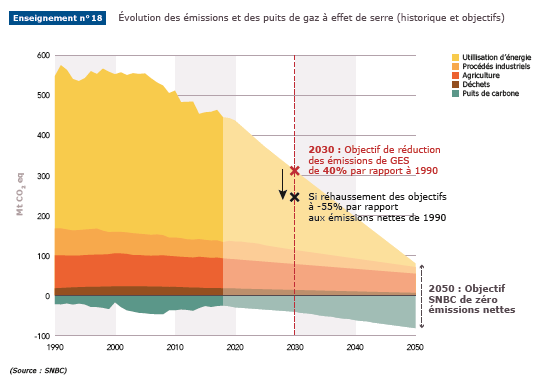 Enseignement n°18
Évolution des émissions et des puits de gaz à effet de serre (historique et objectifs)
600
500
400
300
200
100
0
-100
Mt CO2 eq
Utilisation d'énergie
Procédés industriels
Agriculture
Déchets
Puits de carbone
2030 : Objectif de réduction
des émissions de GES
de 40% par rapport à 1990
Si réhaussement des objectifs
à -55% par rapport
aux émission nettes de 1990
2050 : Objectif
SNBC de zéro
émissions nettes
1990
2000
2010
2020
2030
2040
2050
(Source : SNBC)